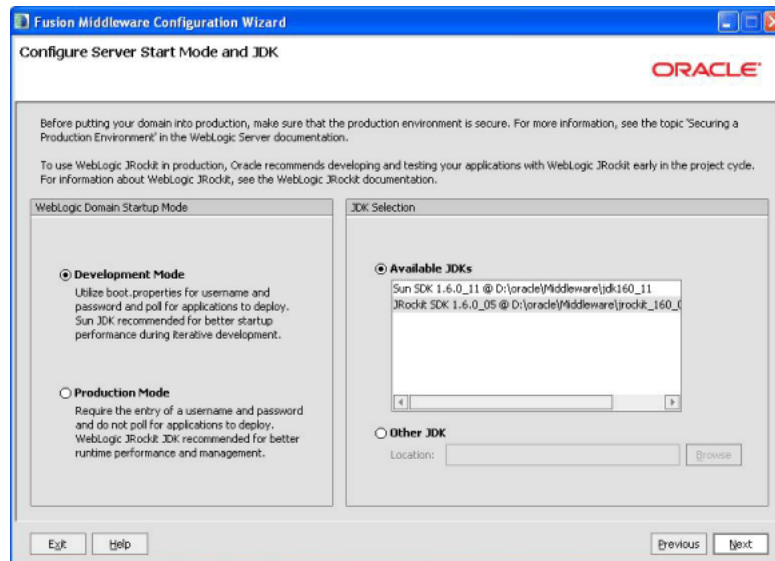 Fusion Middleware Configuration Wizard
Configure Server Start Mode and JDK
ORACLE
Before putting your domain into production, make sure that the production environment is secure. For more information, see the topic 'Securing a
Production Environment' in the WebLogic Server documentation.
To use WebLogic JRockit in production, Oracle recommends developing and testing your applications with WebLogic JRockit early in the project cycle.
For information about WebLogic JRockit, see the WebLogic JRockit documentation.
WebLogic Domain Startup Mode
Development Mode
Utilize boot.properties for username and
password and poll for applications to deploy.
Sun JDK recommended for better startup
performance during iterative development.
Production Mode
Require the entry of a username and password
and do not poll for applications to deploy.
WebLogic JRockit JDK recommended for better
runtime performance and management.
JDK Selection
Available JDKs
Sun SDK 1.6.0_11 @ D:\oracle\Middleware\jdk160_11
JRockit SDK 1.6.0_05 @ D:\oracle\Middleware\jrockit_160_0
Other JDK
Location:
Browse
Exit
Help
Previous
Next